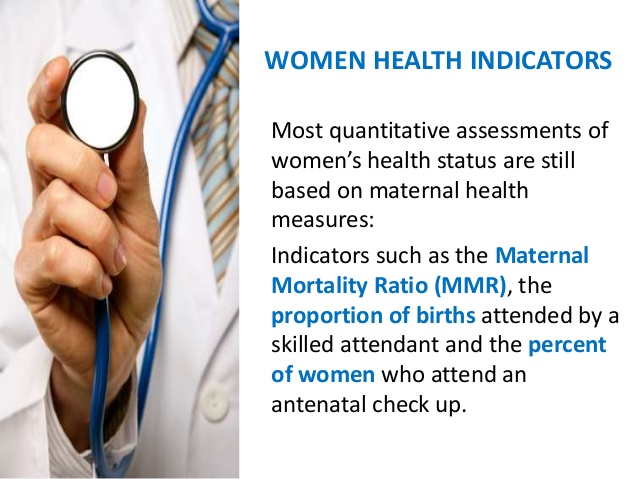 WOMEN HEALTH INDICATORS
Most quantitative assessments of
women’s health status are still
based on maternal health
measures:
Indicators such as the Maternal
Mortality Ratio (MMR), the
proportion of births attended by a
skilled attendant and the percent
of women who attend an
antenatal check up.